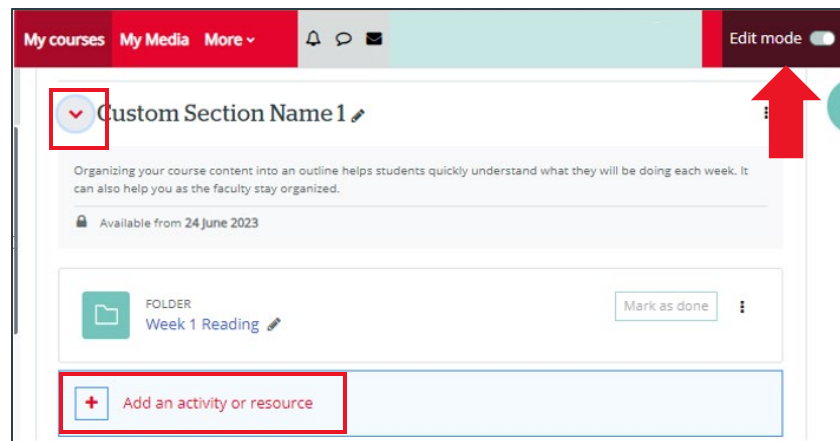 My courses My Media More Edit mode
Custom Section Name 1
Organizing your course content into an outline helps students quickly understand what they will be doing each week. It
can also help you as the faculty stay organized.
Available from 24 June 2023
FOLDER
Week 1 Reading
Mark as done
+ Add an activity or resource